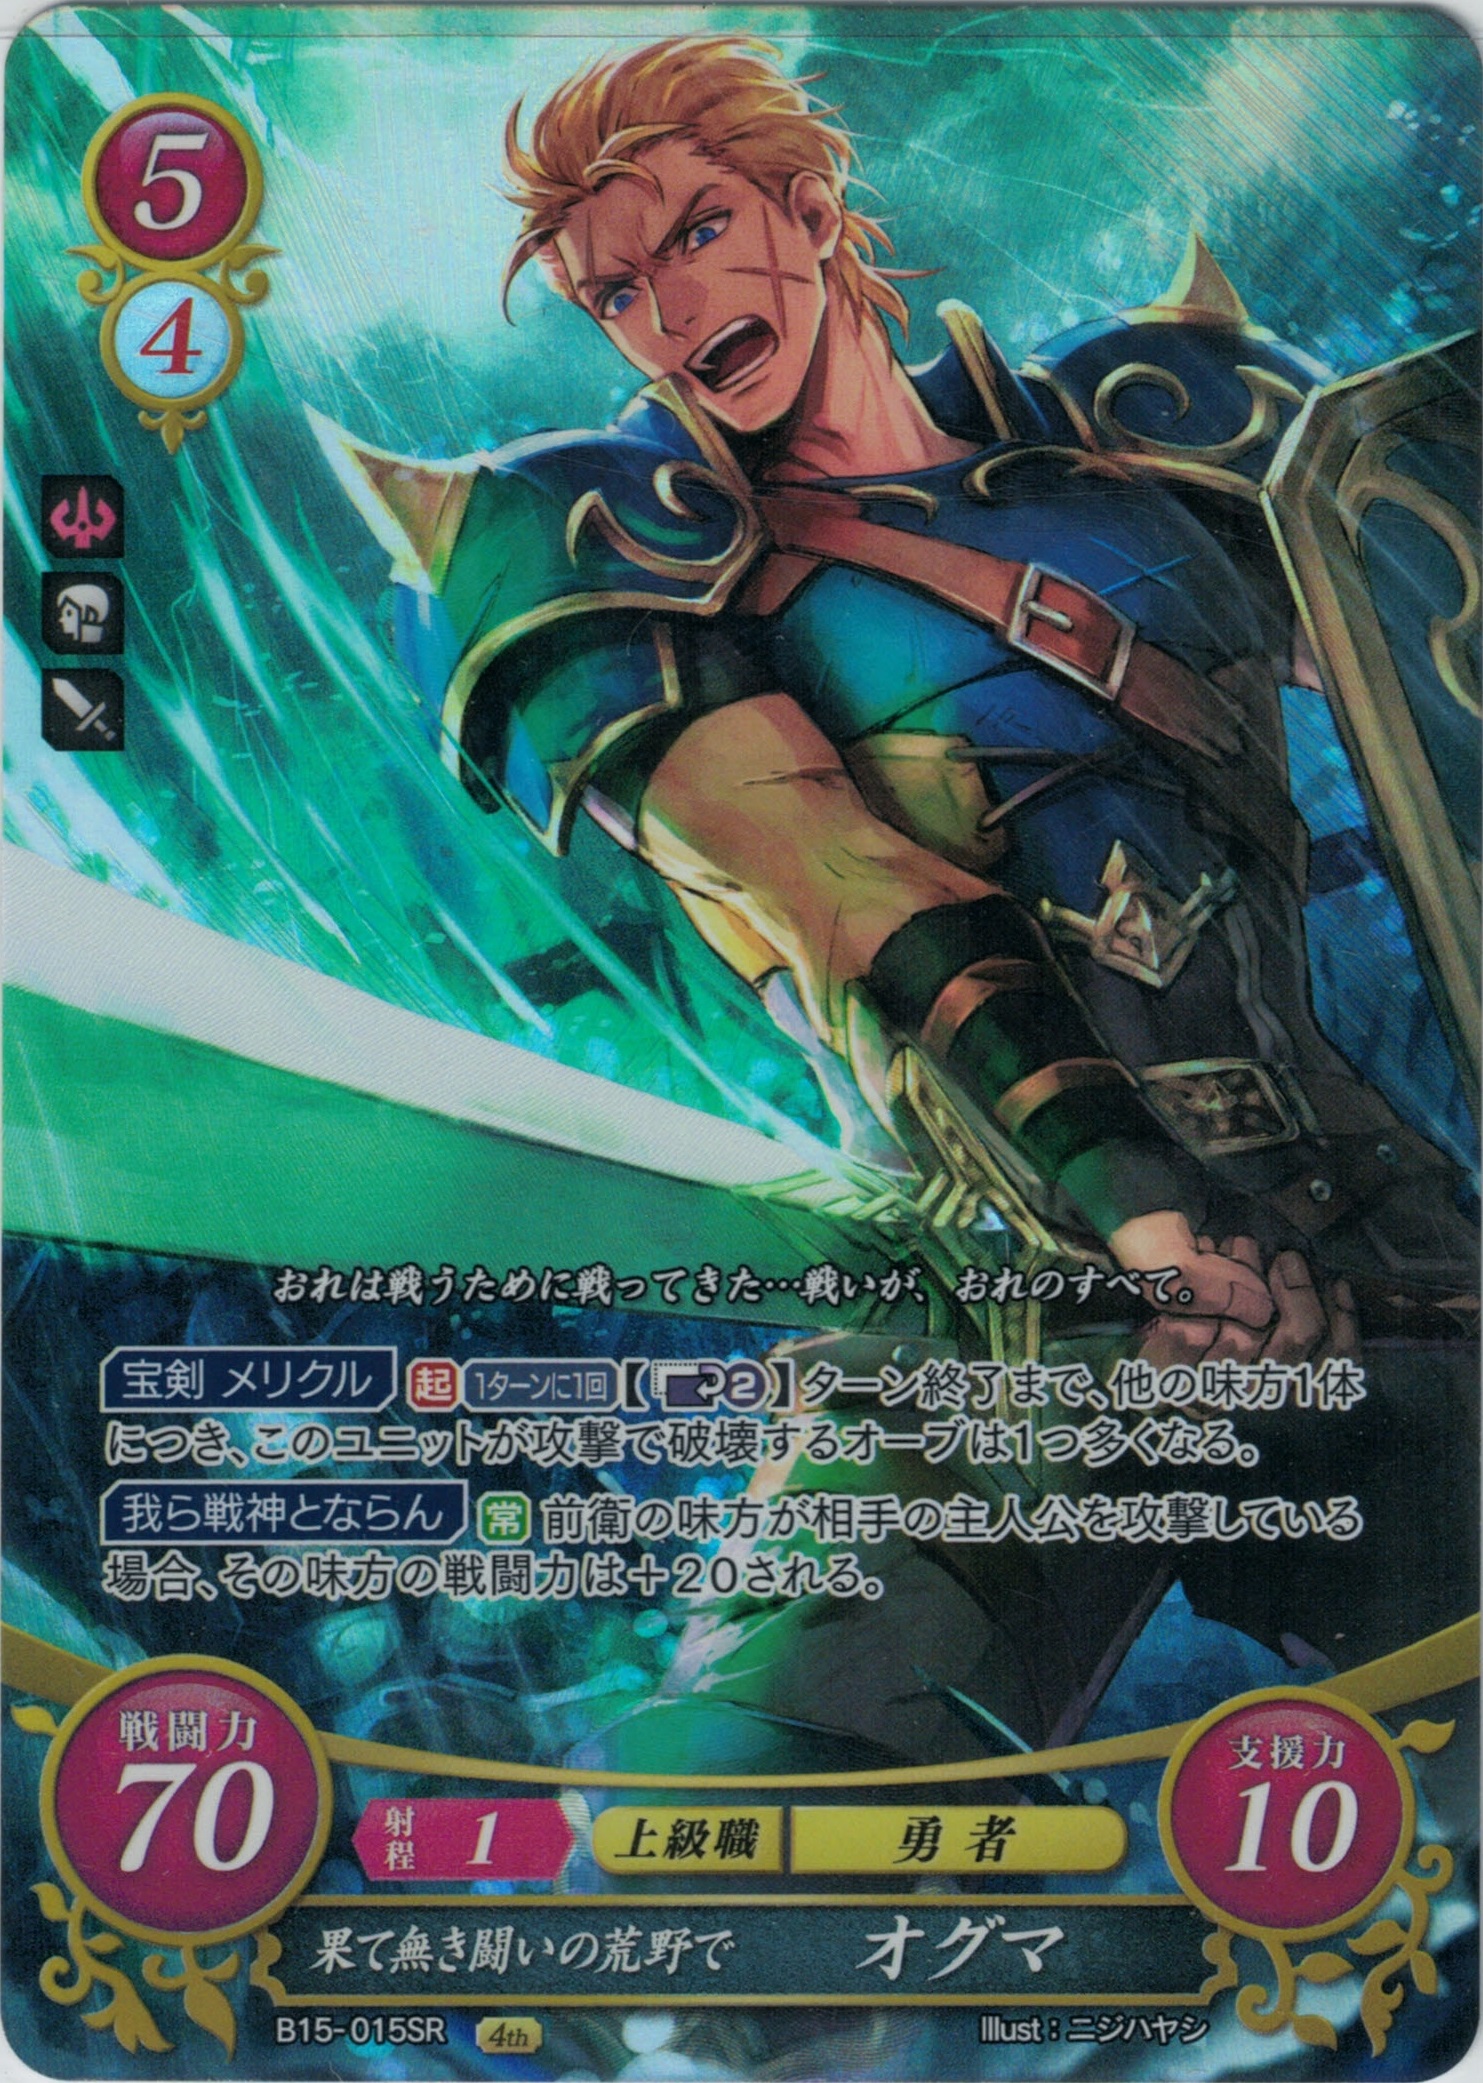 5
4
おれは戦うために戦ってきた…戦いが、おれのすべて。
宝剣 メリクル 起 1ターンに1回【2】ターン終了まで、他の味方1体
につき、このユニットが攻撃で破壊するオーブは1つ多くなる。
我ら戦神とならん 常 前衛の味方が相手の主人公を攻撃している
場合、その味方の戦闘力は+20される。
戦闘力
70
支援力
10
射程 1 上級職 勇者
果て無き闘いの荒野で オグマ
B15-015SR 4th Illust:ニジハヤシ